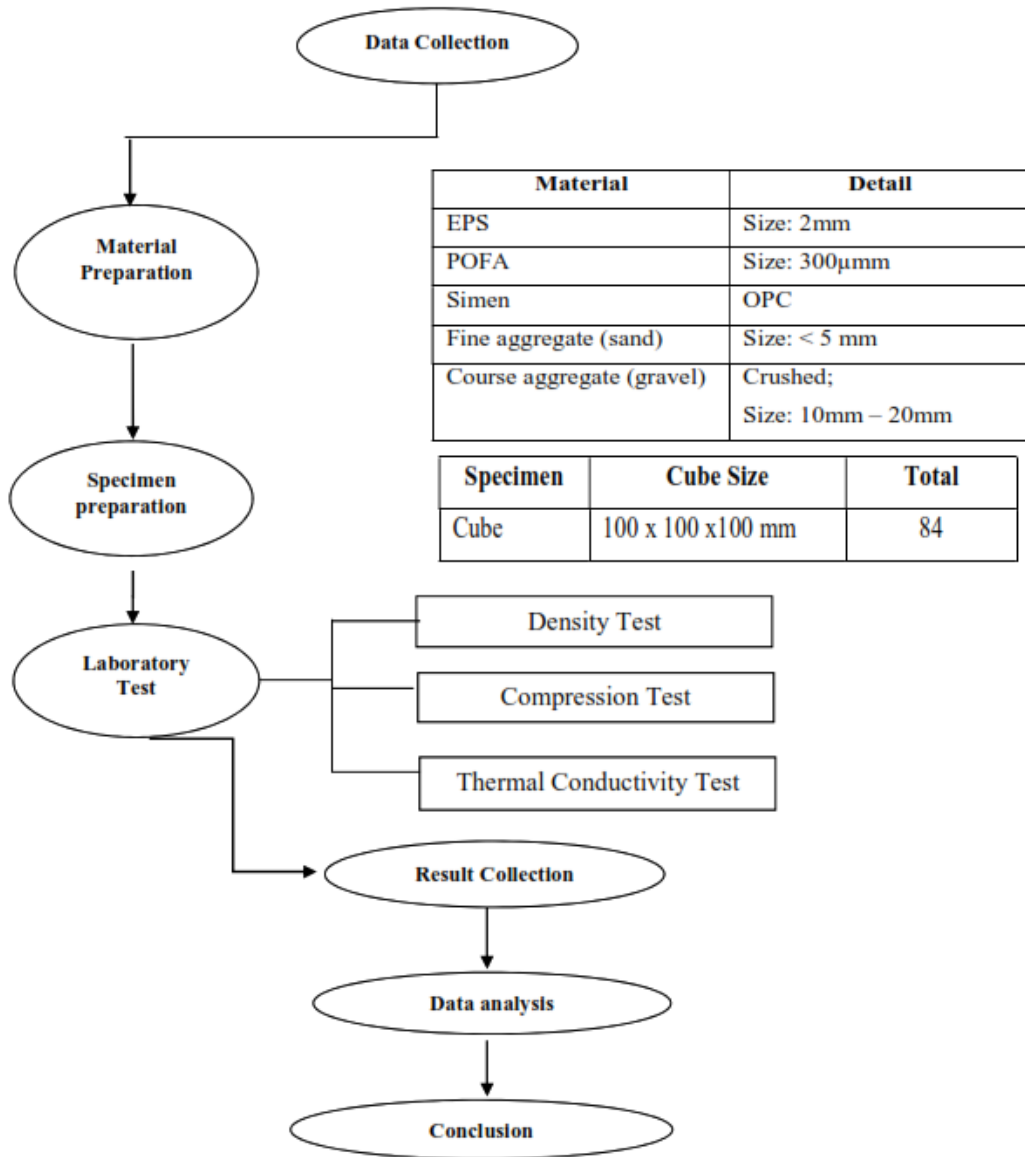 Data Collection
Material
Preparation
Material Detail
EPS Size: 2mm
POFA Size: 300µmm
Simen OPC
Fine aggregate (sand) Size: < 5 mm
Course aggregate (gravel) Crushed;
Size: 10mm – 20mm
Specimen
preparation
Specimen Cube Size Total
Cube 100 x 100 x100 mm 84
Laboratory
Test
Density Test
Compression Test
Thermal Conductivity Test
Result Collection
Data analysis
Conclusion